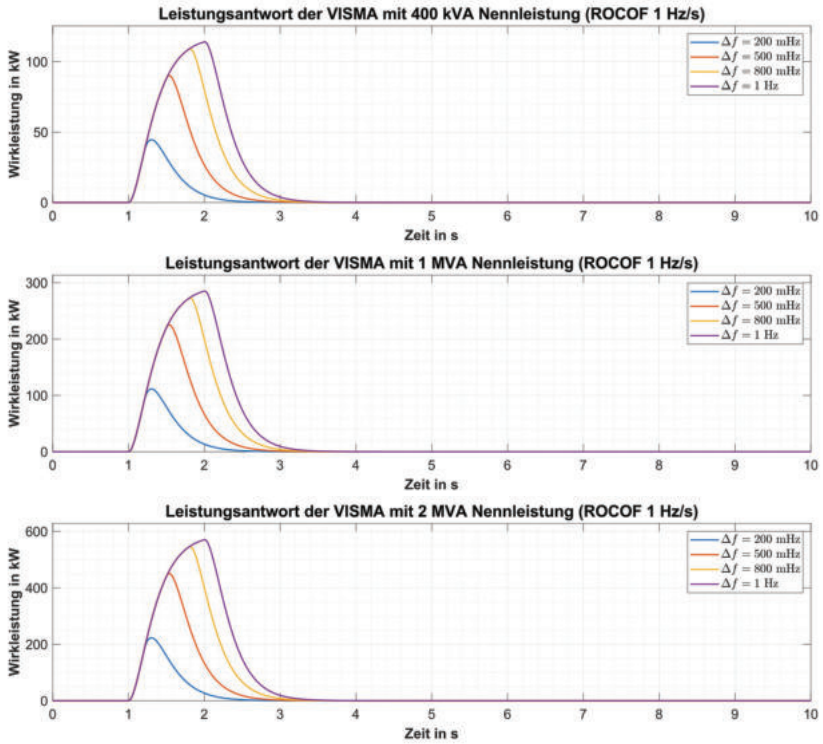 Leistungsantwort der VISMA mit 400 kVA Nennleistung (ROCOF 1 Hz/s)
Wirkleistung in kW
100
50
0
Δf = 200 mHz
Δf = 500 mHz
Δf = 800 mHz
Δf = 1 Hz
0 1 2 3 4 5 6 7 8 9 10
Zeit in s
Leistungsantwort der VISMA mit 1 MVA Nennleistung (ROCOF 1 Hz/s)
Wirkleistung in kW
300
200
100
0
Δf = 200 mHz
Δf = 500 mHz
Δf = 800 mHz
Δf = 1 Hz
0 1 2 3 4 5 6 7 8 9 10
Zeit in s
Leistungsantwort der VISMA mit 2 MVA Nennleistung (ROCOF 1 Hz/s)
Wirkleistung in kW
600
400
200
0
Δf = 200 mHz
Δf = 500 mHz
Δf = 800 mHz
Δf = 1 Hz
0 1 2 3 4 5 6 7 8 9 10
Zeit in s